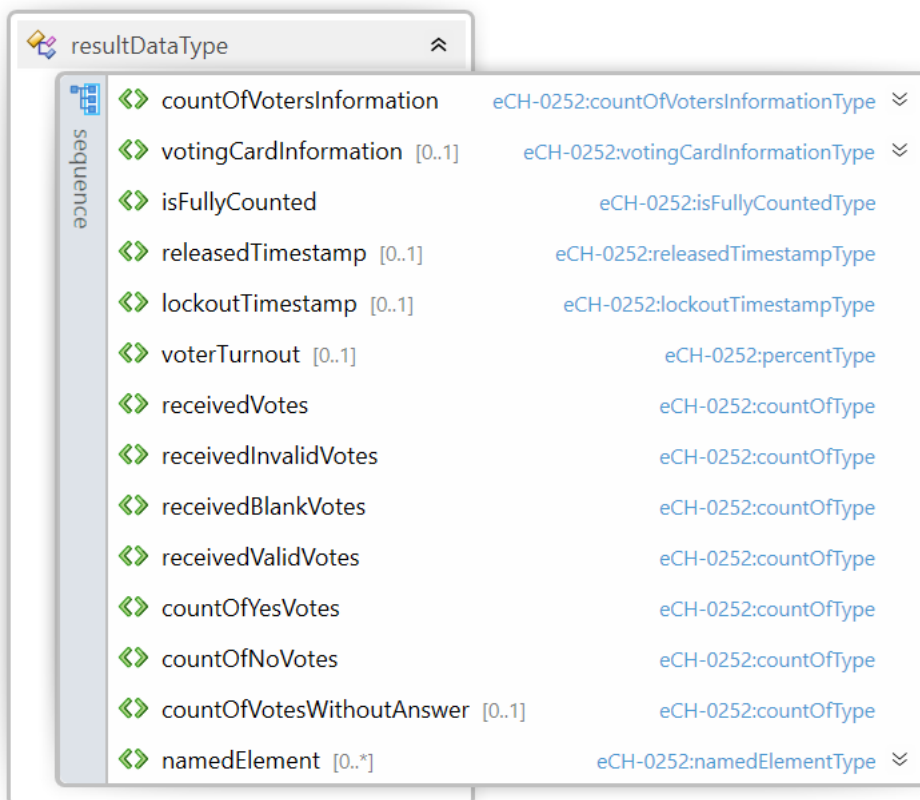 resultDataType
sequence
countOfVotersInformation eCH-0252:countOfVotersInformationType
votingCardInformation [0..1] eCH-0252:votingCardInformationType
isFullyCounted eCH-0252:isFullyCountedType
releasedTimestamp [0..1] eCH-0252:releasedTimestampType
lockoutTimestamp [0..1] eCH-0252:lockoutTimestampType
voterTurnout [0..1] eCH-0252:percentType
receivedVotes eCH-0252:countOfType
receivedInvalidVotes eCH-0252:countOfType
receivedBlankVotes eCH-0252:countOfType
receivedValidVotes eCH-0252:countOfType
countOfYesVotes eCH-0252:countOfType
countOfNoVotes eCH-0252:countOfType
countOfVotesWithoutAnswer [0..1] eCH-0252:countOfType
namedElement [0..*] eCH-0252:namedElementType